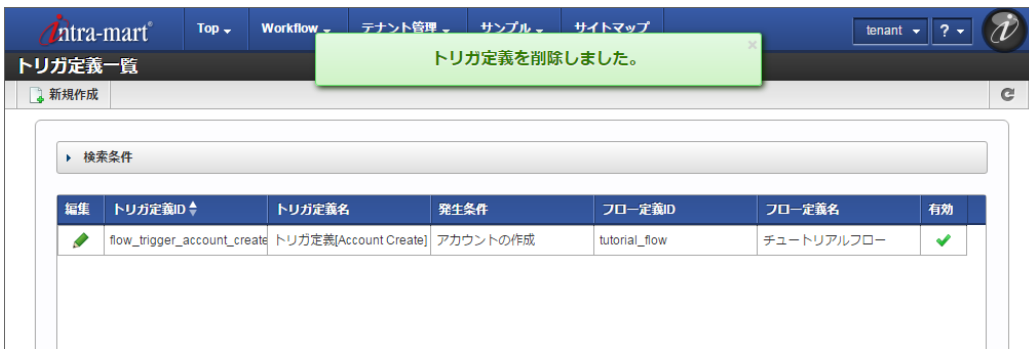 intra-mart® Top Workflow テナント管理 サンプル サイトマップ tenant ?
トリガ定義を削除しました。 ×
トリガ定義一覧
新規作成
検索条件
編集 トリガ定義ID トリガ定義名 発生条件 フロー定義ID フロー定義名 有効
flow_trigger_account_create トリガ定義[Account Create] アカウントの作成 tutorial_flow チュートリアルフロー